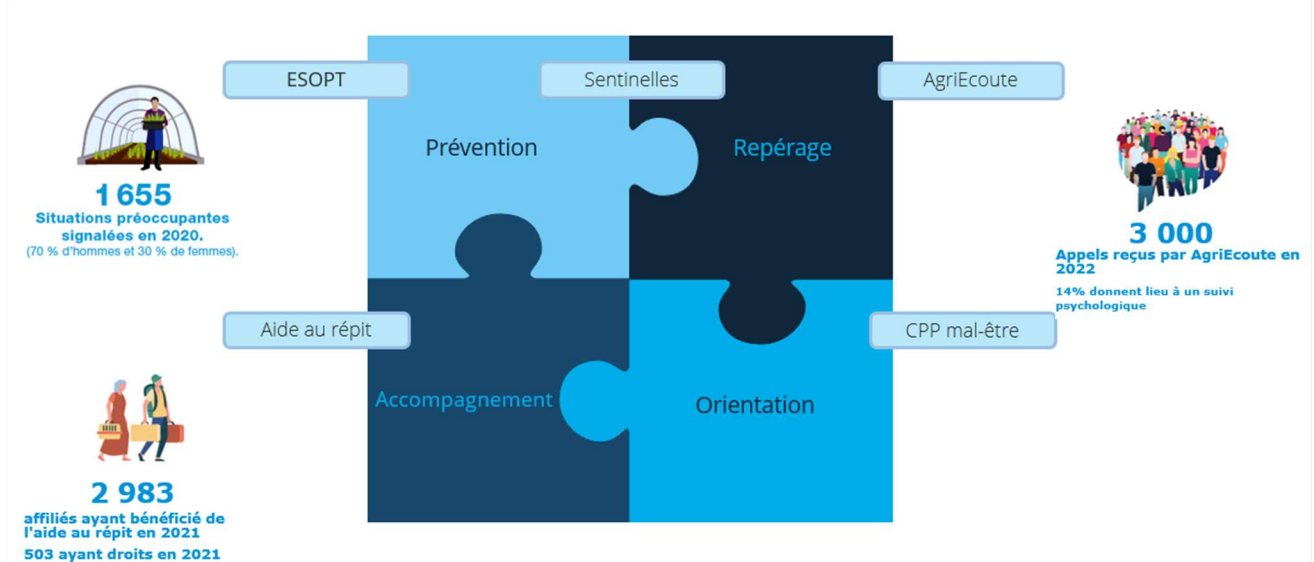 ESOPT
Sentinelles
AgriEcoute
Prévention
Repérage
1 655
Situations préoccupantes
signalées en 2020.
(70 % d'hommes et 30 % de femmes).
3 000
Appels reçus par AgriEcoute en
2022
14% donnent lieu à un suivi
psychologique
Aide au répit
CPP mal-être
Accompagnement
Orientation
2 983
affiliés ayant bénéficié de
l'aide au répit en 2021
503 ayant droits en 2021